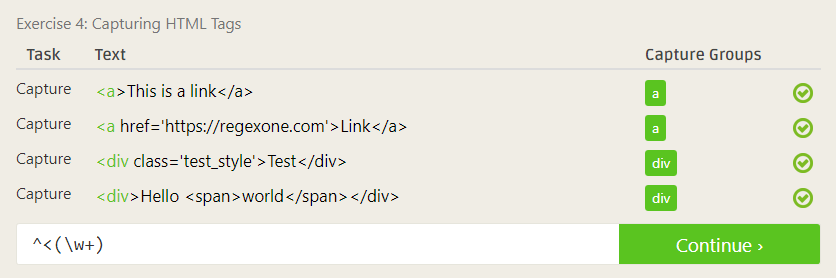 Exercise 4: Capturing HTML Tags
Task Text Capture Groups
Capture <a>This is a link</a> a
Capture <a href='https://regexone.com'>Link</a> a
Capture <div class='test_style'>Test</div> div
Capture <div>Hello <span>world</span></div> div
^<(\w+) Continue ›